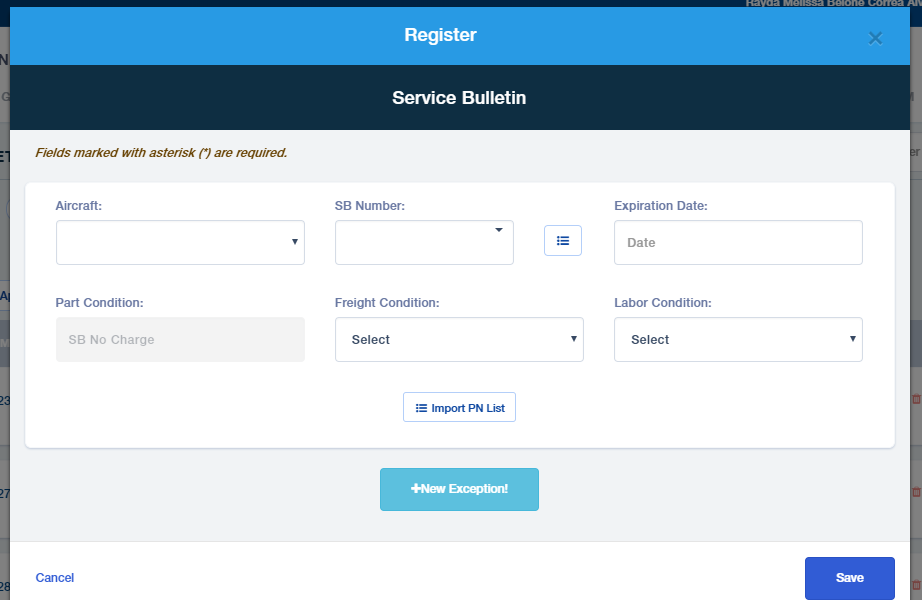 Rayda Melissa Belone Correa
Register
Service Bulletin
Fields marked with asterisk (*) are required.
Aircraft: SB Number: Expiration Date:
Date
Part Condition: Freight Condition: Labor Condition:
SB No Charge Select Select
Import PN List
+New Exception!
Cancel Save